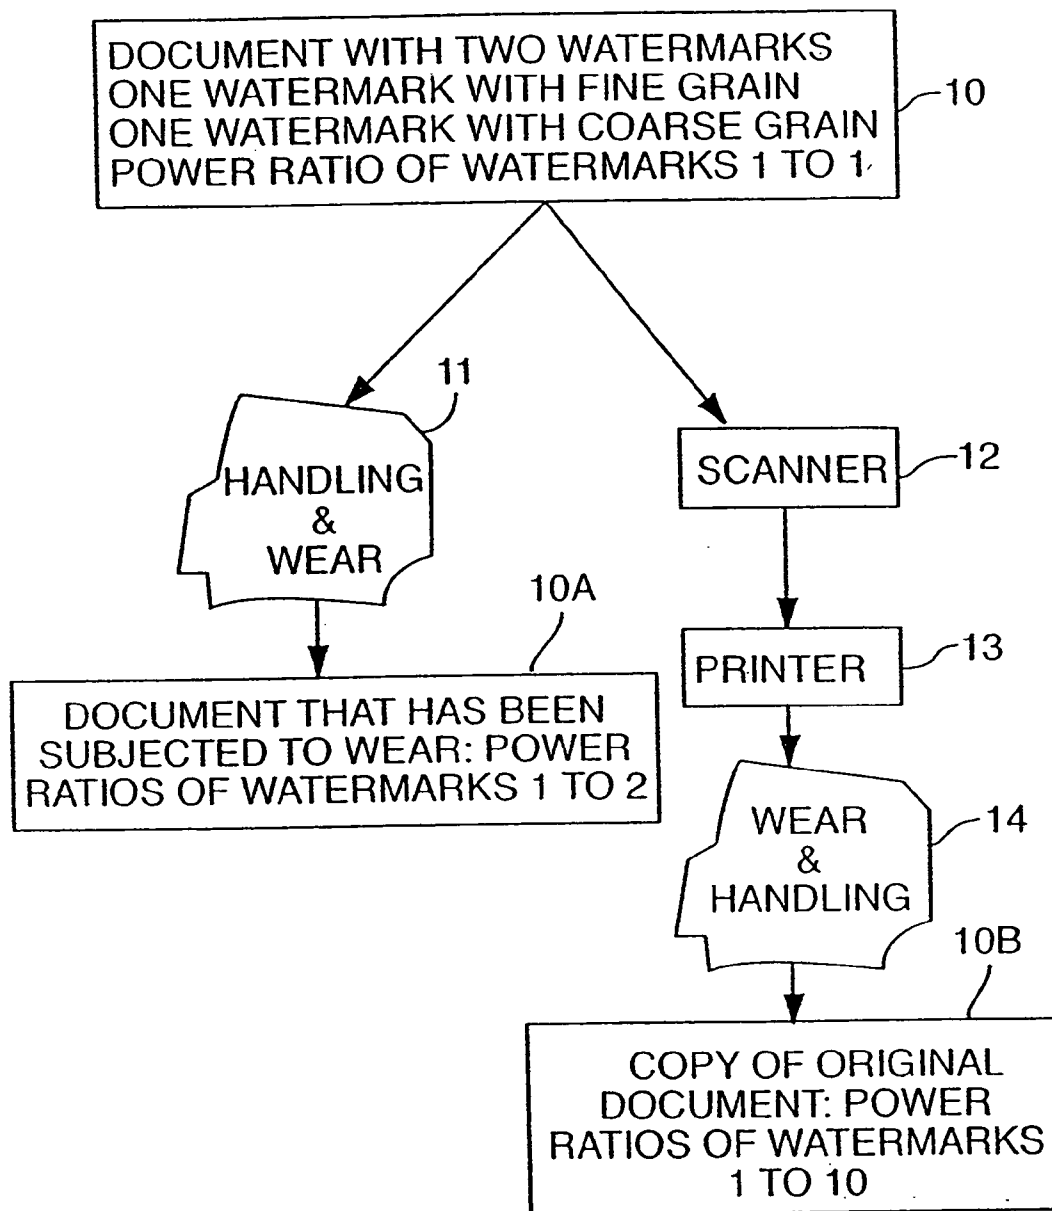 DOCUMENT WITH TWO WATERMARKS
ONE WATERMARK WITH FINE GRAIN
ONE WATERMARK WITH COARSE GRAIN
POWER RATIO OF WATERMARKS 1 TO 1
10
11
HANDLING
&
WEAR
SCANNER
12
10A
PRINTER
13
DOCUMENT THAT HAS BEEN
SUBJECTED TO WEAR: POWER
RATIOS OF WATERMARKS 1 TO 2
WEAR
&
HANDLING
14
10B
COPY OF ORIGINAL
DOCUMENT: POWER
RATIOS OF WATERMARKS
1 TO 10